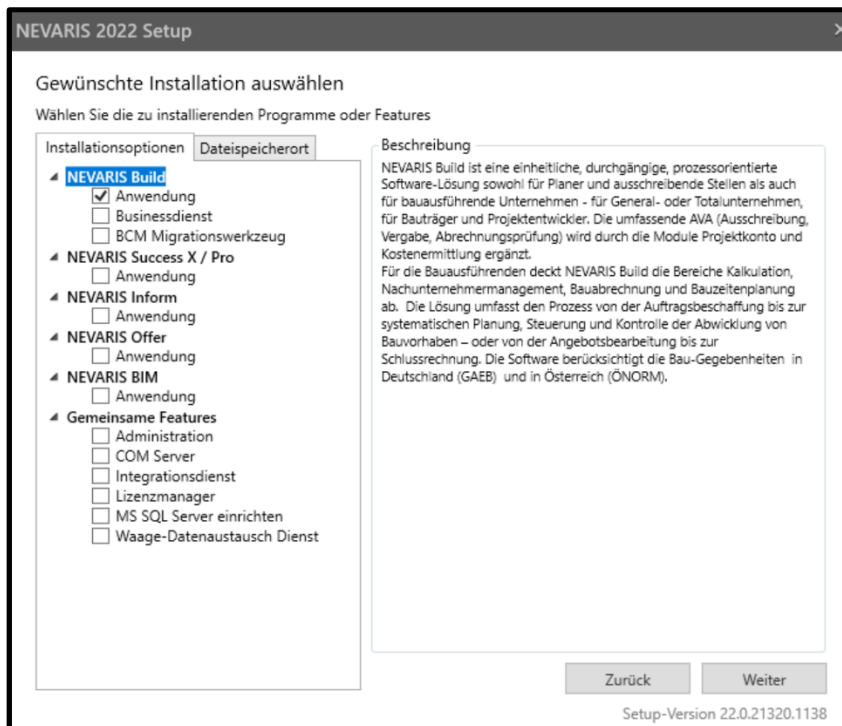 NEVARIS 2022 Setup
Gewünschte Installation auswählen
Wählen Sie die zu installierenden Programme oder Features
Installationsoptionen
Dateispeicherort
NEVARIS Build
Anwendung
Businessdienst
BCM Migrationswerkzeug
NEVARIS Success X / Pro
Anwendung
NEVARIS Inform
Anwendung
NEVARIS Offer
Anwendung
NEVARIS BIM
Anwendung
Gemeinsame Features
Administration
COM Server
Integrationsdienst
Lizenzmanager
MS SQL Server einrichten
Waage-Datenaustausch Dienst
Beschreibung
NEVARIS Build ist eine einheitliche, durchgängige, prozessorientierte
Software-Lösung sowohl für Planer und ausschreibende Stellen als auch
für bauausführende Unternehmen - für General- oder Totalunternehmen,
für Bauträger und Projektentwickler. Die umfassende AVA (Ausschreibung,
Vergabe, Abrechnungsprüfung) wird durch die Module Projektkonto und
Kostenermittlung ergänzt.
Für die Bauausführenden deckt NEVARIS Build die Bereiche Kalkulation,
Nachunternehmermanagement, Bauabrechnung und Bauzeitenplanung
ab. Die Lösung umfasst den Prozess von der Auftragsbeschaffung bis zur
systematischen Planung, Steuerung und Kontrolle der Abwicklung von
Bauvorhaben – oder von der Angebotsbearbeitung bis zur
Schlussrechnung. Die Software berücksichtigt die Bau-Gegebenheiten in
Deutschland (GAEB) und in Österreich (ÖNORM).
Zurück
Weiter
Setup-Version 22.0.21320.1138